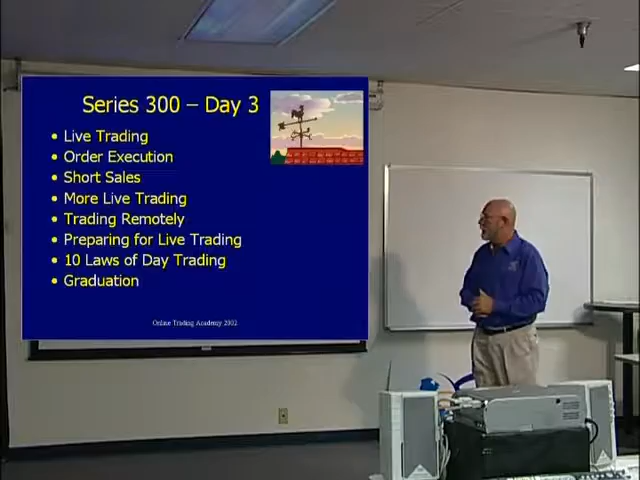 Series 300 – Day 3
• Live Trading
• Order Execution
• Short Sales
• More Live Trading
• Trading Remotely
• Preparing for Live Trading
• 10 Laws of Day Trading
• Graduation
Online Trading Academy 2002